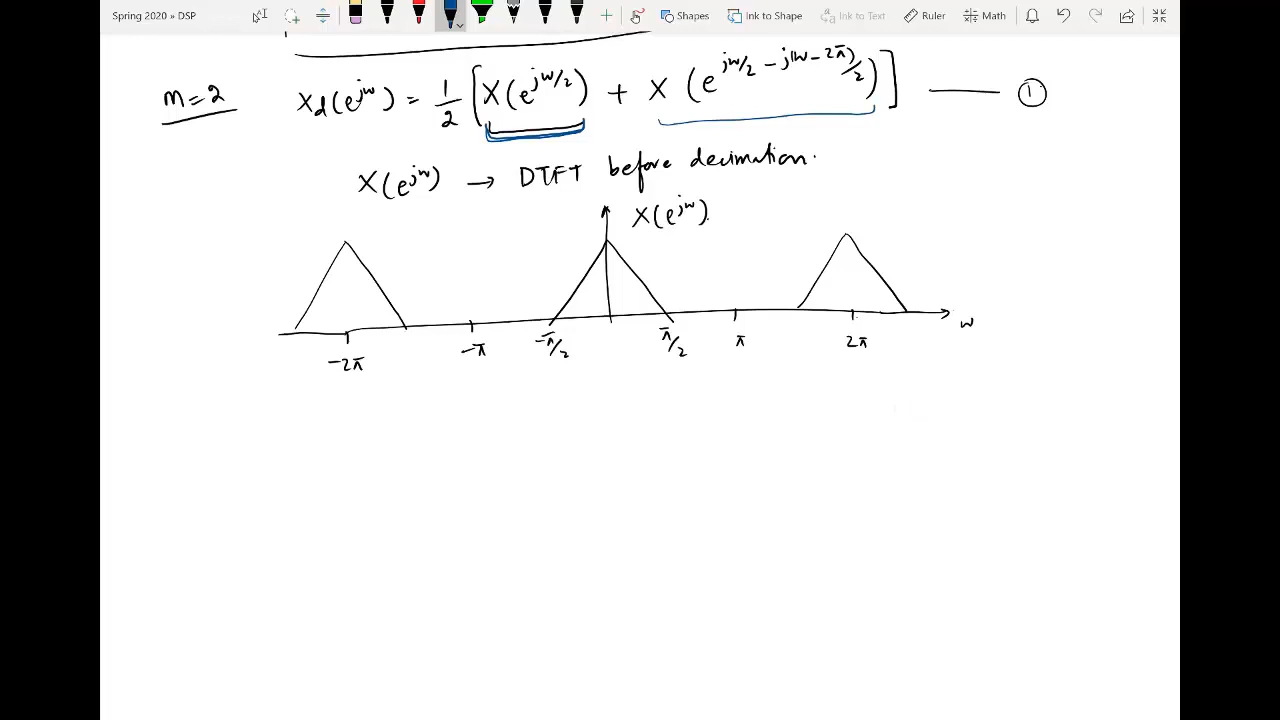 Spring 2020 » DSP Shapes Ink to Shape Ink to Text Ruler Math
m=2 X_d(e^{jω}) = 1/2 [X(e^{jω/2}) + X(e^{jω/2 - j(ω-2π)/2})] —— ①
X(e^{jω}) → DTFT before decimation.
X(e^{jω}).
-2π -π -π/2 π/2 π 2π ω